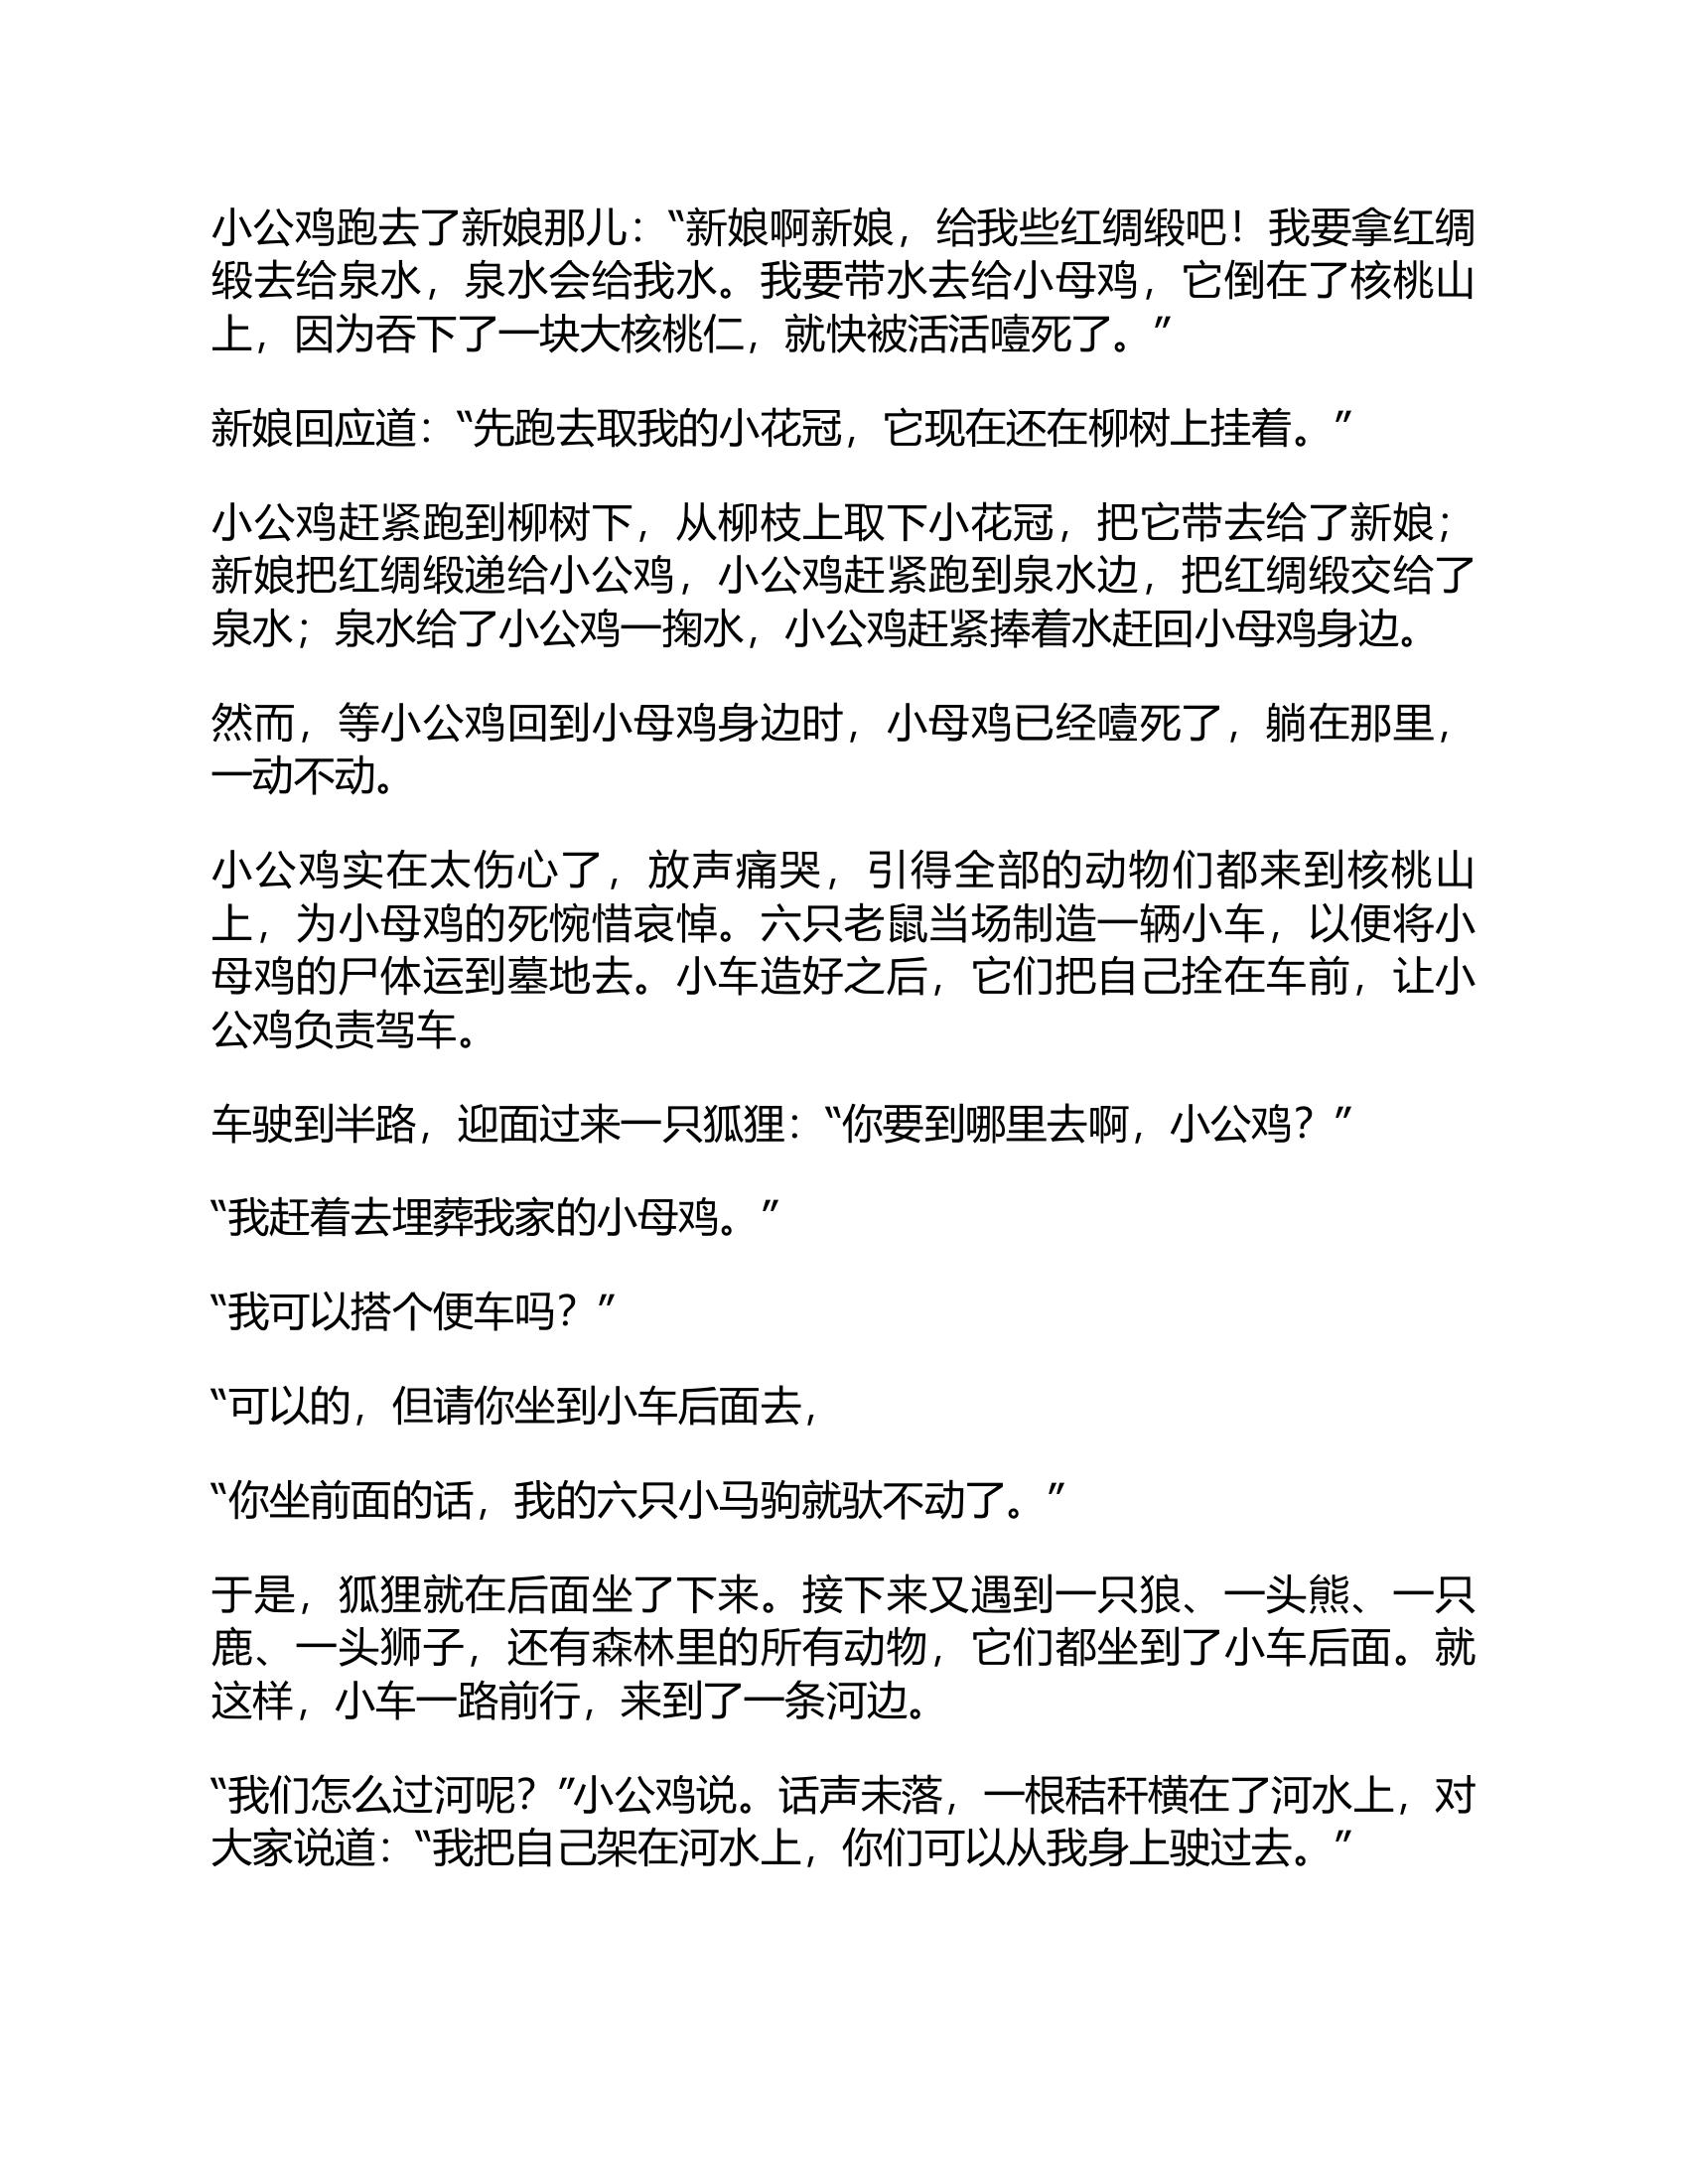 小公鸡跑去了新娘那儿：“新娘啊新娘，给我些红绸缎吧！我要拿红绸
缎去给泉水，泉水会给我水。我要带水去给小母鸡，它倒在了核桃山
上，因为吞下了一块大核桃仁，就快被活活噎死了。”
新娘回应道：“先跑去取我的小花冠，它现在还在柳树上挂着。”
小公鸡赶紧跑到柳树下，从柳枝上取下小花冠，把它带去给了新娘；
新娘把红绸缎递给小公鸡，小公鸡赶紧跑到泉水边，把红绸缎交给了
泉水；泉水给了小公鸡一掬水，小公鸡赶紧捧着水赶回小母鸡身边。
然而，等小公鸡回到小母鸡身边时，小母鸡已经噎死了，躺在那里，
一动不动。
小公鸡实在太伤心了，放声痛哭，引得全部的动物们都来到核桃山
上，为小母鸡的死惋惜哀悼。六只老鼠当场制造一辆小车，以便将小
母鸡的尸体运到墓地去。小车造好之后，它们把自己拴在车前，让小
公鸡负责驾车。
车驶到半路，迎面过来一只狐狸：“你要到哪里去啊，小公鸡？”
“我赶着去埋葬我家的小母鸡。”
“我可以搭个便车吗？”
“可以的，但请你坐到小车后面去，
“你坐前面的话，我的六只小马驹就驮不动了。”
于是，狐狸就在后面坐了下来。接下来又遇到一只狼、一头熊、一只
鹿、一头狮子，还有森林里的所有动物，它们都坐到了小车后面。就
这样，小车一路前行，来到了一条河边。
“我们怎么过河呢？”小公鸡说。话声未落，一根秸秆横在了河水上，对
大家说道：“我把自己架在河水上，你们可以从我身上驶过去。”